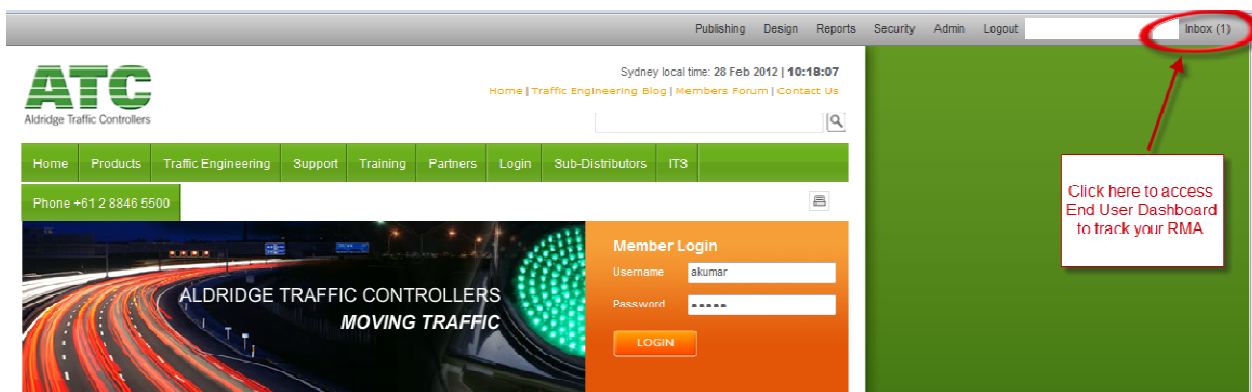 Publishing Design Reports Security Admin Logout Inbox (1)
ATC
Aldridge Traffic Controllers
Sydney local time: 28 Feb 2012 | 10:18:07
Home | Traffic Engineering Blog | Members Forum | Contact Us
Home Products Traffic Engineering Support Training Partners Login Sub-Distributors ITS
Phone +61 2 8846 5500
ALDRIDGE TRAFFIC CONTROLLERS
MOVING TRAFFIC
Member Login
Username akumar
Password •••••
LOGIN
Click here to access
End User Dashboard
to track your RMA